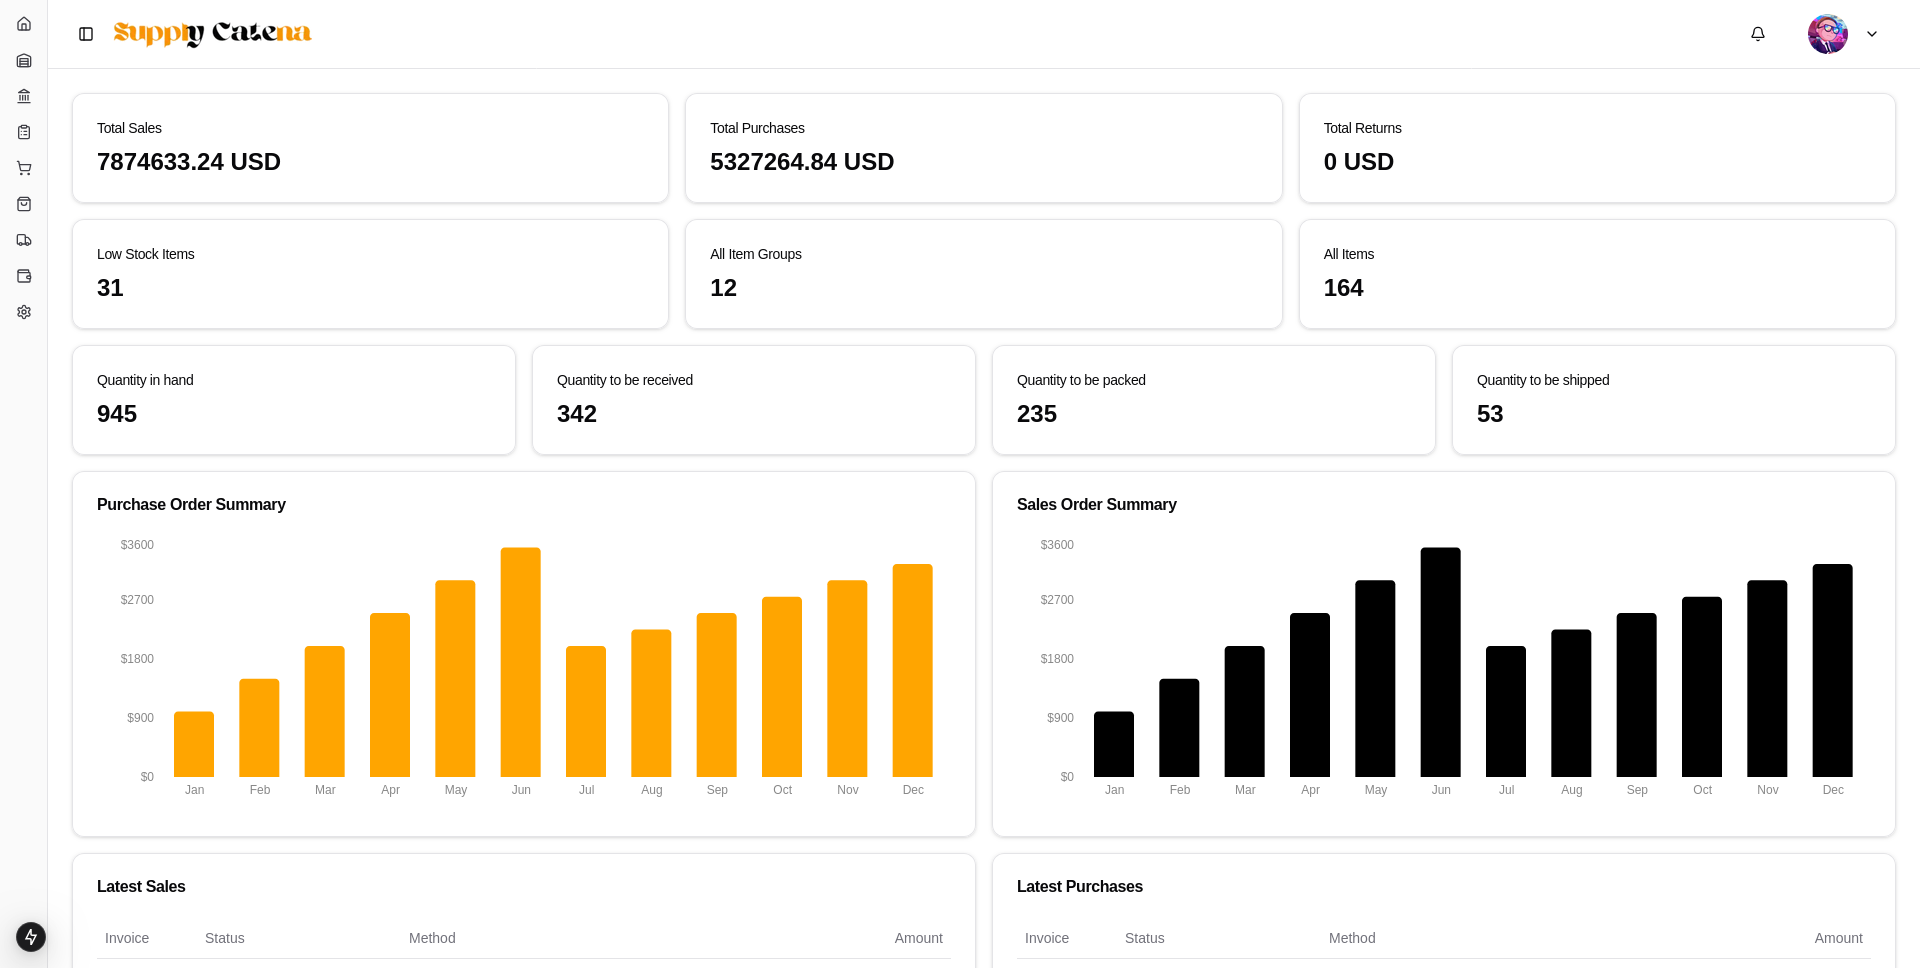 Supply Catena
Total Sales
7874633.24 USD
Total Purchases
5327264.84 USD
Total Returns
0 USD
Low Stock Items
31
All Item Groups
12
All Items
164
Quantity in hand
945
Quantity to be received
342
Quantity to be packed
235
Quantity to be shipped
53
Purchase Order Summary
$3600
$2700
$1800
$900
$0
Jan Feb Mar Apr May Jun Jul Aug Sep Oct Nov Dec
Sales Order Summary
$3600
$2700
$1800
$900
$0
Jan Feb Mar Apr May Jun Jul Aug Sep Oct Nov Dec
Latest Sales
Invoice Status Method Amount
Latest Purchases
Invoice Status Method Amount